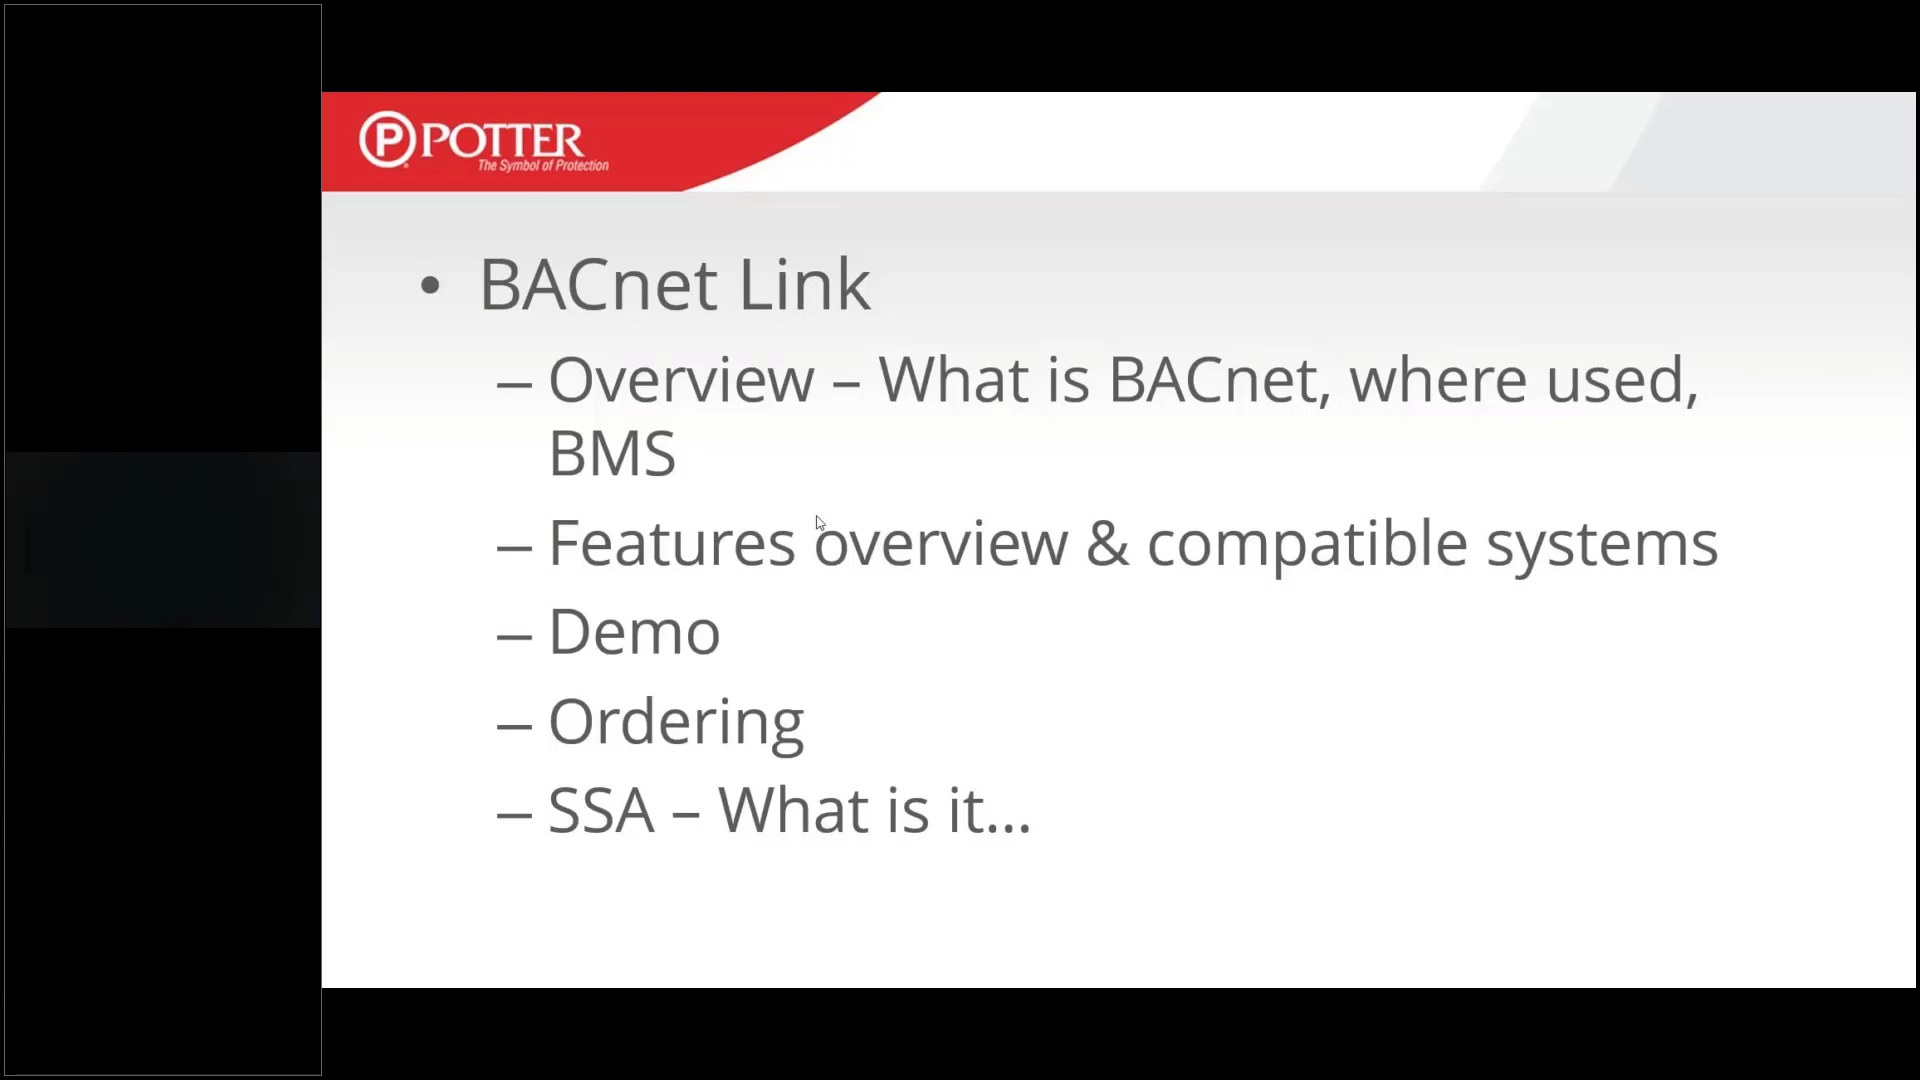 P POTTER
The Symbol of Protection
• BACnet Link
– Overview – What is BACnet, where used,
BMS
– Features overview & compatible systems
– Demo
– Ordering
– SSA – What is it...